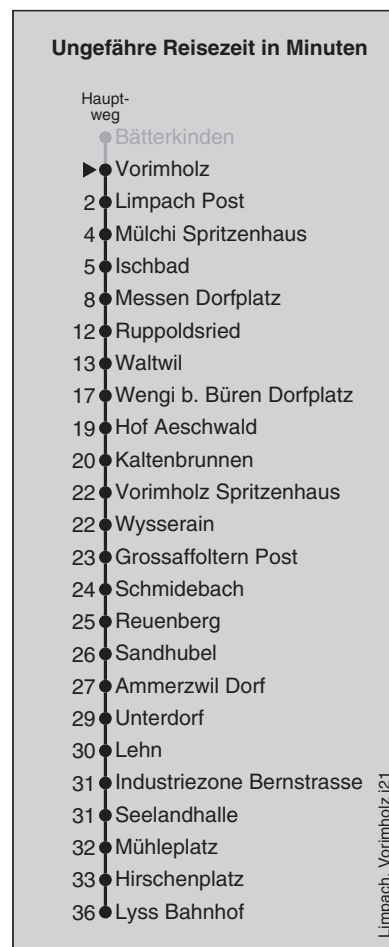 Ungefähre Reisezeit in Minuten
Haupt-
weg
Bätterkinden
Vorimholz
2 Limpach Post
4 Mülchi Spritzenhaus
5 Ischbad
8 Messen Dorfplatz
12 Ruppoldsried
13 Waltwil
17 Wengi b. Büren Dorfplatz
19 Hof Aeschwald
20 Kaltenbrunnen
22 Vorimholz Spritzenhaus
22 Wysserain
23 Grossaffoltern Post
24 Schmidebach
25 Reuenberg
26 Sandhubel
27 Ammerzwil Dorf
29 Unterdorf
30 Lehn
31 Industriezone Bernstrasse
31 Seelandhalle
32 Mühleplatz
33 Hirschenplatz
36 Lyss Bahnhof
Limpach, Vorimholz j21